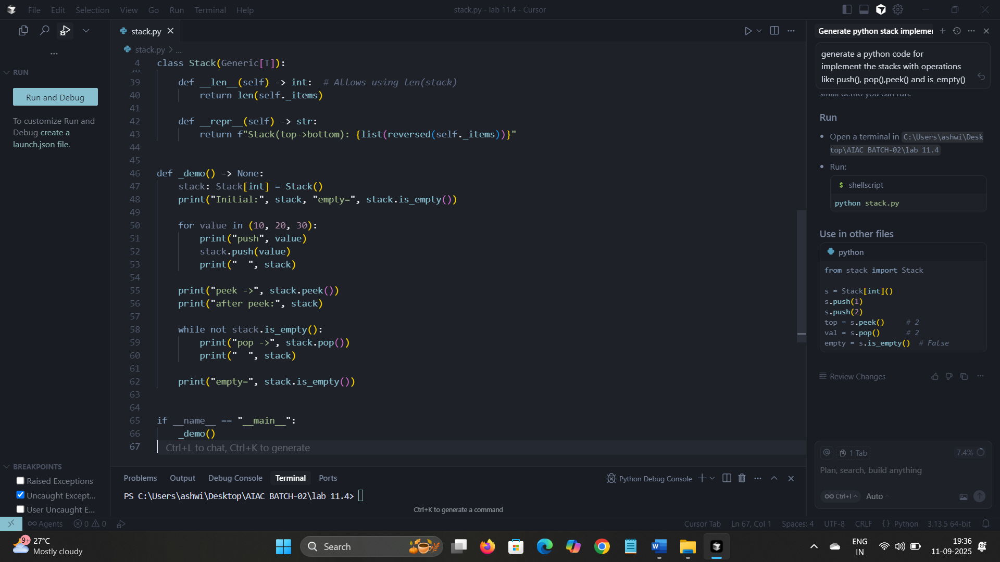 File Edit Selection View Go Run Terminal Help
stack.py - lab 11.4 - Cursor
RUN
Run and Debug
To customize Run and
Debug create a
launch.json file.
BREAKPOINTS
Raised Exceptions
Uncaught Except...
User Uncaught E...
stack.py
stack.py > ...
4 class Stack(Generic[T]):
38
39 def __len__(self) -> int:  # Allows using len(stack)
40 return len(self._items)
41
42 def __repr__(self) -> str:
43 return f"Stack(top->bottom): {list(reversed(self._items))}"
44
45
46 def _demo() -> None:
47 stack: Stack[int] = Stack()
48 print("Initial:", stack, "empty=", stack.is_empty())
49
50 for value in (10, 20, 30):
51 print("push", value)
52 stack.push(value)
53 print("  ", stack)
54
55 print("peek ->", stack.peek())
56 print("after peek:", stack)
57
58 while not stack.is_empty():
59 print("pop ->", stack.pop())
60 print("  ", stack)
61
62 print("empty=", stack.is_empty())
63
64
65 if __name__ == "__main__":
66 _demo()
67 Ctrl+L to chat, Ctrl+K to generate
Problems Output Debug Console Terminal Ports
Python Debug Console
PS C:\Users\ashwi\Desktop\AIAC BATCH-02\lab 11.4>
Ctrl+K to generate a command
Generate python stack implemen
generate a python code for
implement the stacks with operations
like push(), pop(),peek() and is_empty()
small demo you can run.
Run
Open a terminal in C:\Users\ashwi\Desk
top\AIAC BATCH-02\lab 11.4
Run:
$ shellscript
python stack.py
Use in other files
python
from stack import Stack
s = Stack[int]()
s.push(1)
s.push(2)
top = s.peek()     # 2
val = s.pop()      # 2
empty = s.is_empty()  # False
Review Changes
@ 1 Tab 7.4%
Plan, search, build anything
Ctrl+I Auto
Agents 0 0
Cursor Tab Ln 67, Col 1 Spaces: 4 UTF-8 CRLF {} Python 3.13.5 64-bit
9+
27°C
Mostly cloudy
Search
ENG
IN
19:36
11-09-2025